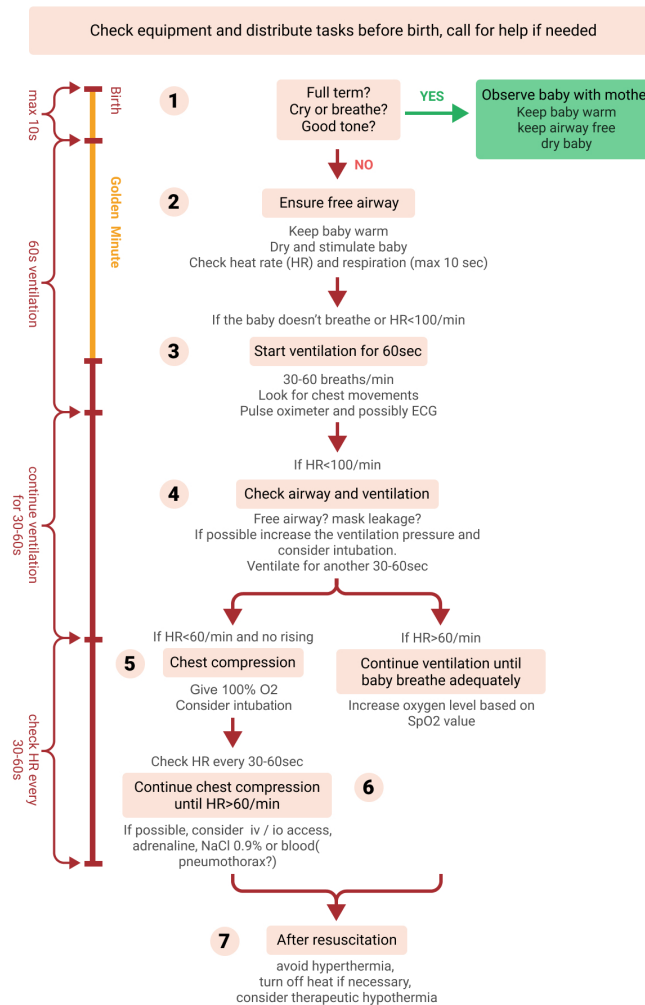 Check equipment and distribute tasks before birth, call for help if needed
Birth
max 10s
Golden Minute
60s ventilation
continue ventilation
for 30-60s
check HR every
30-60s
1
Full term?
Cry or breathe?
Good tone?
YES
Observe baby with mothe
Keep baby warm
keep airway free
dry baby
NO
2
Ensure free airway
Keep baby warm
Dry and stimulate baby
Check heat rate (HR) and respiration (max 10 sec)
If the baby doesn't breathe or HR<100/min
3
Start ventilation for 60sec
30-60 breaths/min
Look for chest movements
Pulse oximeter and possibly ECG
If HR<100/min
4
Check airway and ventilation
Free airway? mask leakage?
If possible increase the ventilation pressure and
consider intubation.
Ventilate for another 30-60sec
If HR<60/min and no rising
5
Chest compression
Give 100% O2
Consider intubation
If HR>60/min
Continue ventilation until
baby breathe adequately
Increase oxygen level based on
SpO2 value
Check HR every 30-60sec
Continue chest compression
until HR>60/min
6
If possible, consider iv / io access,
adrenaline, NaCl 0.9% or blood(
pneumothorax?)
7
After resuscitation
avoid hyperthermia,
turn off heat if necessary,
consider therapeutic hypothermia